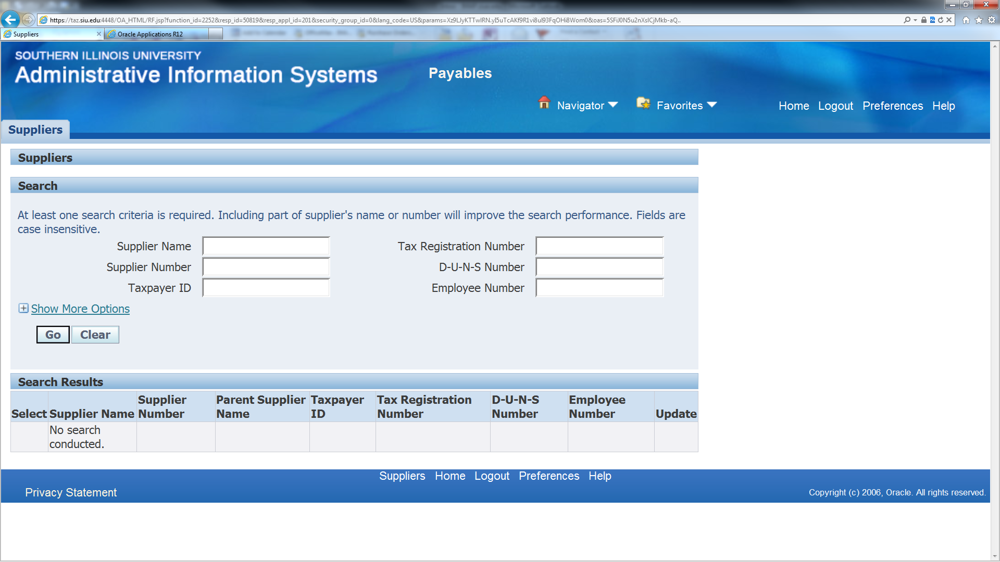 https://taz.siu.edu:4448/OA_HTML/RF.jsp?function_id=2252&resp_id=50819&resp_appl_id=201&security_group_id=0&lang_code=US&params=Xz9LJyKTTwlRN.yI5uTcAKf9R1vi8ul93FqOHi8Wom0&oas=5SFiJ0N5u2nXsICjMkb-aQ..
Suppliers
Oracle Applications R12
SOUTHERN ILLINOIS UNIVERSITY
Administrative Information Systems
Payables
Navigator Favorites Home Logout Preferences Help
Suppliers
Suppliers
Search
At least one search criteria is required. Including part of supplier's name or number will improve the search performance. Fields are
case insensitive.
Supplier Name Tax Registration Number
Supplier Number D-U-N-S Number
Taxpayer ID Employee Number
Show More Options
Go Clear
Search Results
Select Supplier Name Supplier Number Parent Supplier Name Taxpayer ID Tax Registration Number D-U-N-S Number Employee Number Update
No search
conducted.
Suppliers Home Logout Preferences Help
Privacy Statement
Copyright (c) 2006, Oracle. All rights reserved.